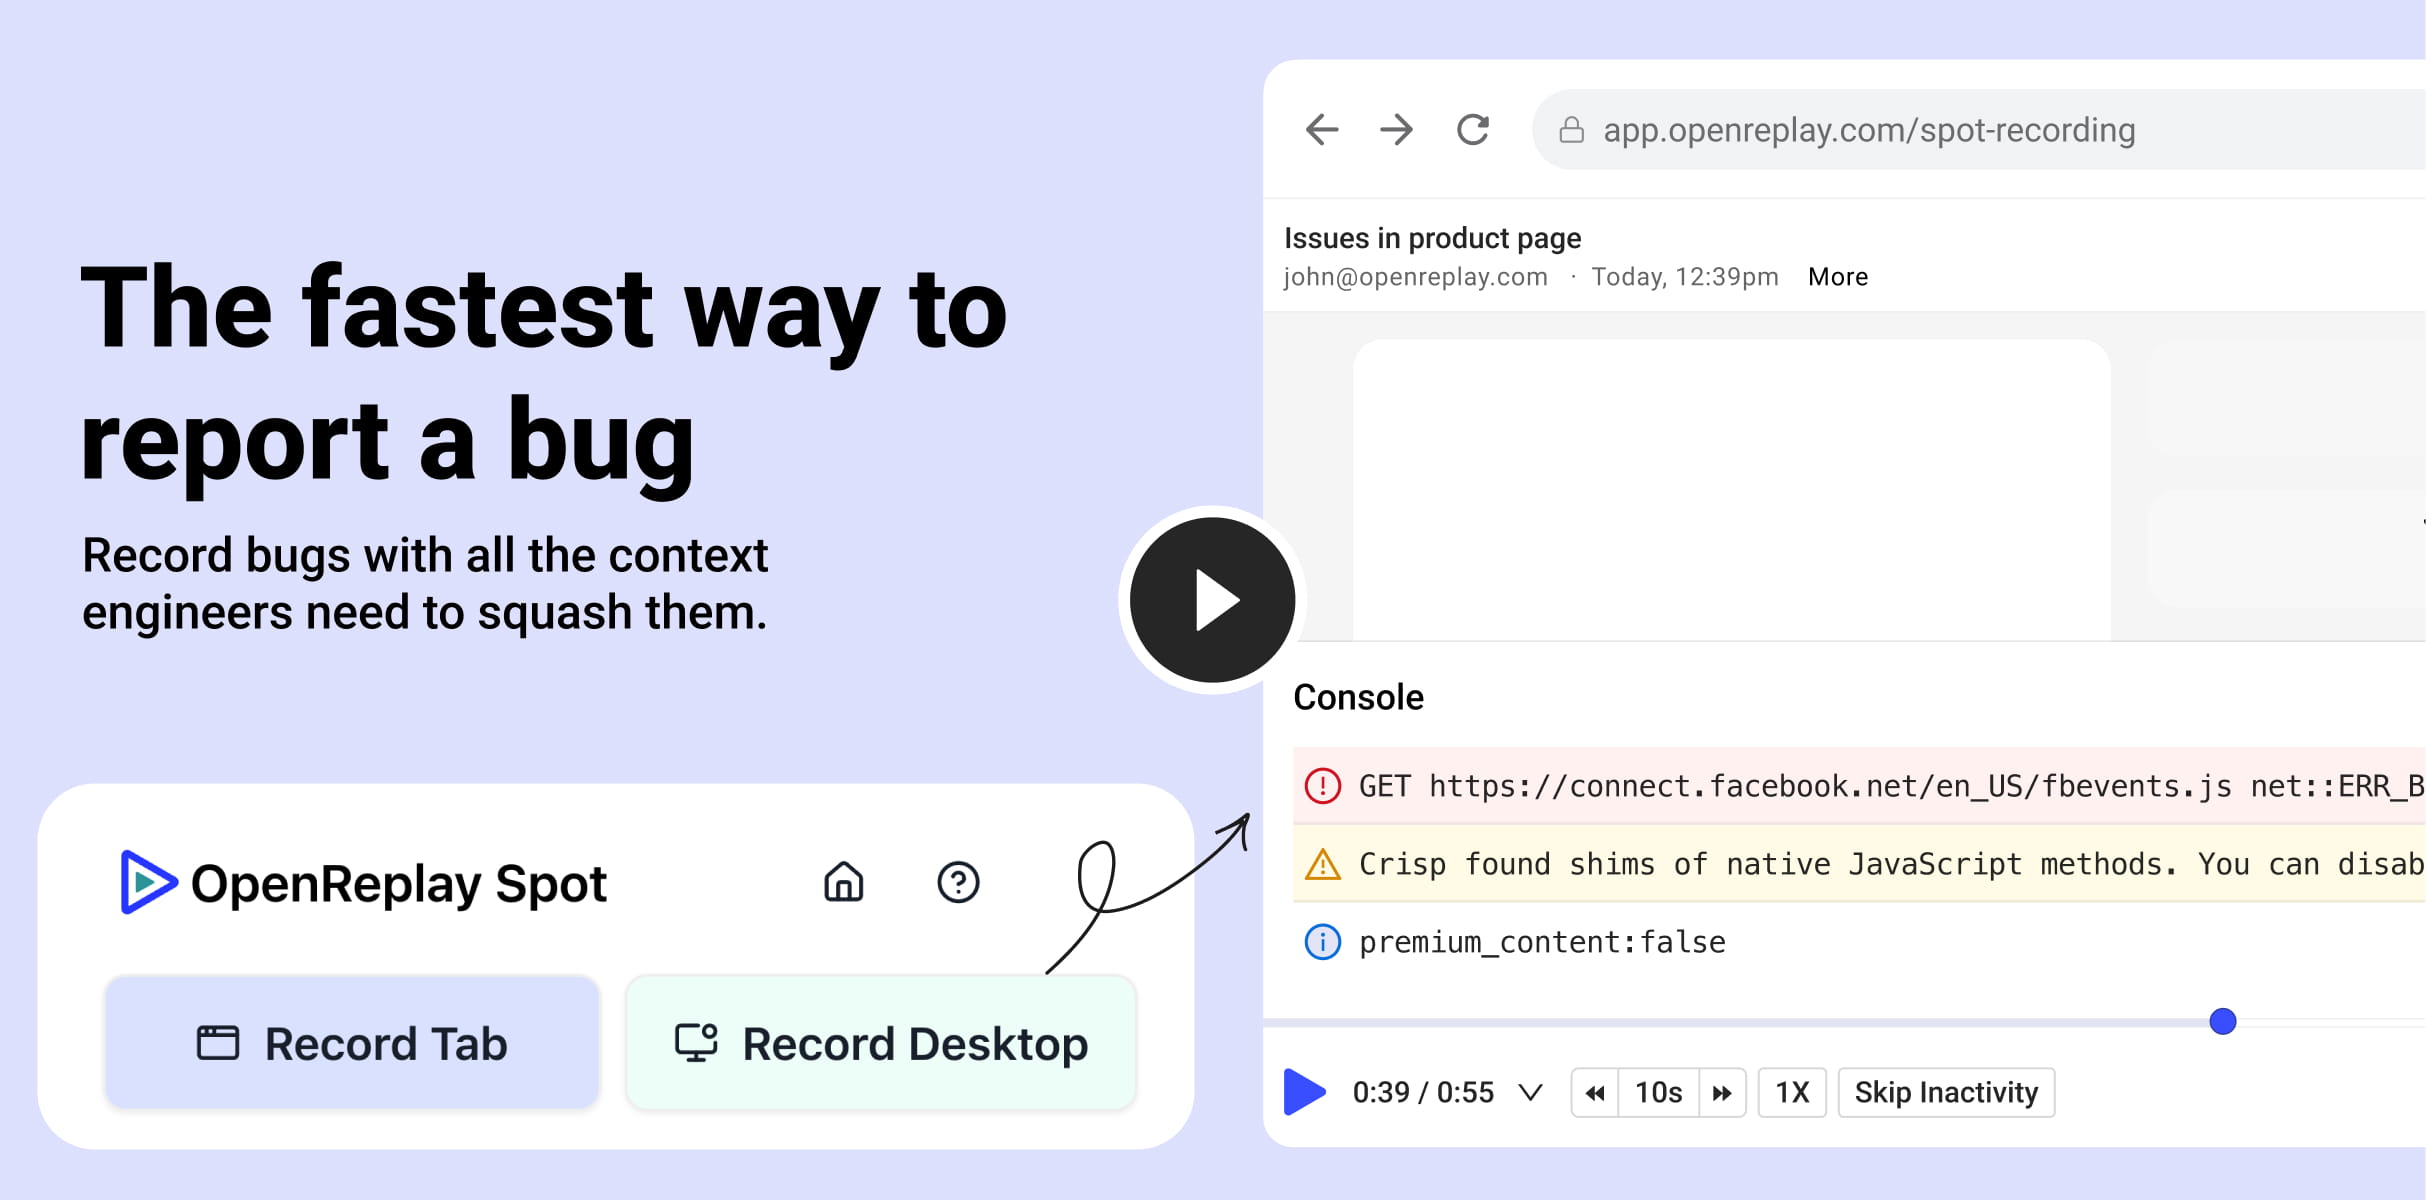 The fastest way to
report a bug
Record bugs with all the context
engineers need to squash them.
OpenReplay Spot
Record Tab
Record Desktop
app.openreplay.com/spot-recording
Issues in product page
john@openreplay.com · Today, 12:39pm More
Console
GET https://connect.facebook.net/en_US/fbevents.js net::ERR_B
Crisp found shims of native JavaScript methods. You can disab
premium_content:false
0:39 / 0:55 10s 1X Skip Inactivity